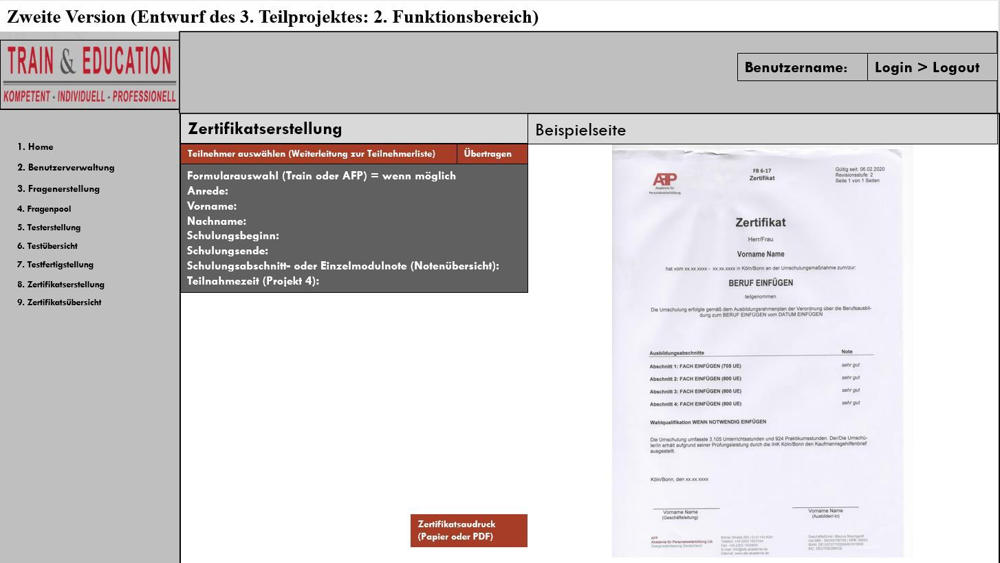 Zweite Version (Entwurf des 3. Teilprojektes: 2. Funktionsbereich)
TRAIN & EDUCATION
KOMPETENT · INDIVIDUELL · PROFESSIONELL
Benutzername:
Login > Logout
1. Home
2. Benutzerverwaltung
3. Fragenerstellung
4. Fragenpool
5. Testerstellung
6. Testübersicht
7. Testfertigstellung
8. Zertifikatserstellung
9. Zertifikatsübersicht
Zertifikatserstellung
Teilnehmer auswählen (Weiterleitung zur Teilnehmerliste)
Übertragen
Formularauswahl (Train oder AFP) = wenn möglich
Anrede:
Vorname:
Nachname:
Schulungsbeginn:
Schulungsende:
Schulungsabschnitt- oder Einzelmodulnote (Notenübersicht):
Teilnahmezeit (Projekt 4):
Zertifikatsaudruck
(Papier oder PDF)
Beispielseite
AFP
Akademie für
Personalweiterbildung
FB 6-17
Zertifikat
Gültig seit: 06.02.2020
Revisionsstufe: 2
Seite 1 von 1 Seiten
Zertifikat
Herr/Frau
Vorname Name
hat vom xx.xx.xxxx - xx.xx.xxxx in Köln/Bonn an der Umschulungsmaßnahme zum/zur:
BERUF EINFÜGEN
teilgenommen.
Die Umschulung erfolgte gemäß dem Ausbildungsrahmenplan der Verordnung über die Berufsausbil-
dung zum BERUF EINFÜGEN vom DATUM EINFÜGEN
Ausbildungsabschnitte Note
Abschnitt 1: FACH EINFÜGEN (705 UE) sehr gut
Abschnitt 2: FACH EINFÜGEN (800 UE) sehr gut
Abschnitt 3: FACH EINFÜGEN (800 UE) sehr gut
Abschnitt 4: FACH EINFÜGEN (800 UE) sehr gut
Wahlqualifikation WENN NOTWENDIG EINFÜGEN
Die Umschulung umfasste 3.105 Unterrichtsstunden und 924 Praktikumsstunden. Der/Die Umschü-
ler/in erhält aufgrund seiner Prüfungsleistung durch die IHK Köln/Bonn den Kaufmannsgehilfenbrief
ausgestellt.
Köln/Bonn, den xx.xx.xxxx
Vorname Name
(Geschäftsleitung)
Vorname Name
(Ausbilder/-in)
AFP
Akademie für Personalweiterbildung Ltd.
Zweigniederlassung Deutschland
Kölner Straße 265 | D-51149 Köln
Telefon:
Fax:
E-mail: info@afp-akademie.de
Internet: www.afp-akademie.de
Geschäftsführer: Maurus Baumgardt